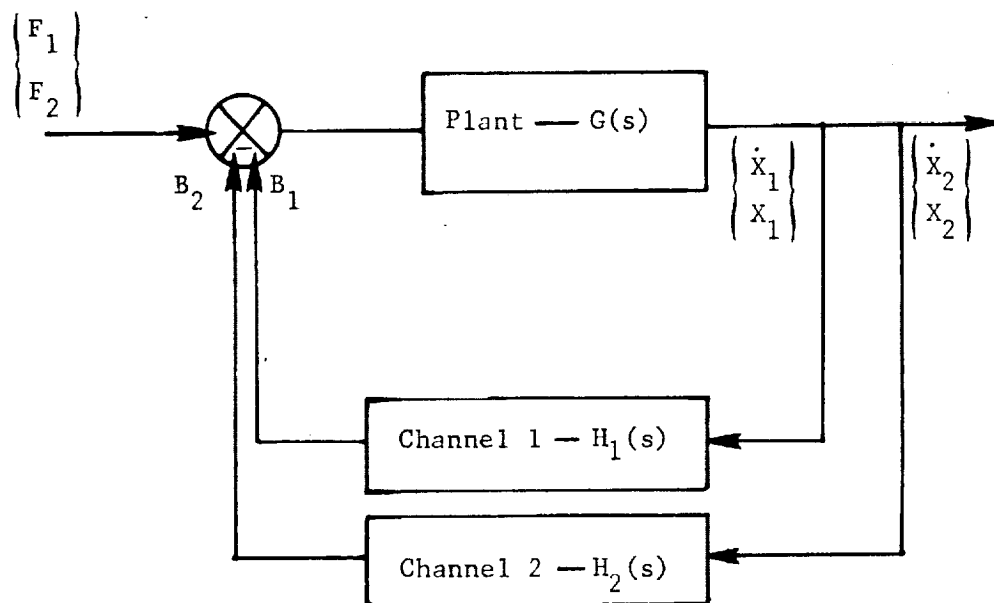 F1
F2
Plant — G(s)
−
B2
B1
Ẋ1
X1
Ẋ2
X2
Channel 1 — H1(s)
Channel 2 — H2(s)